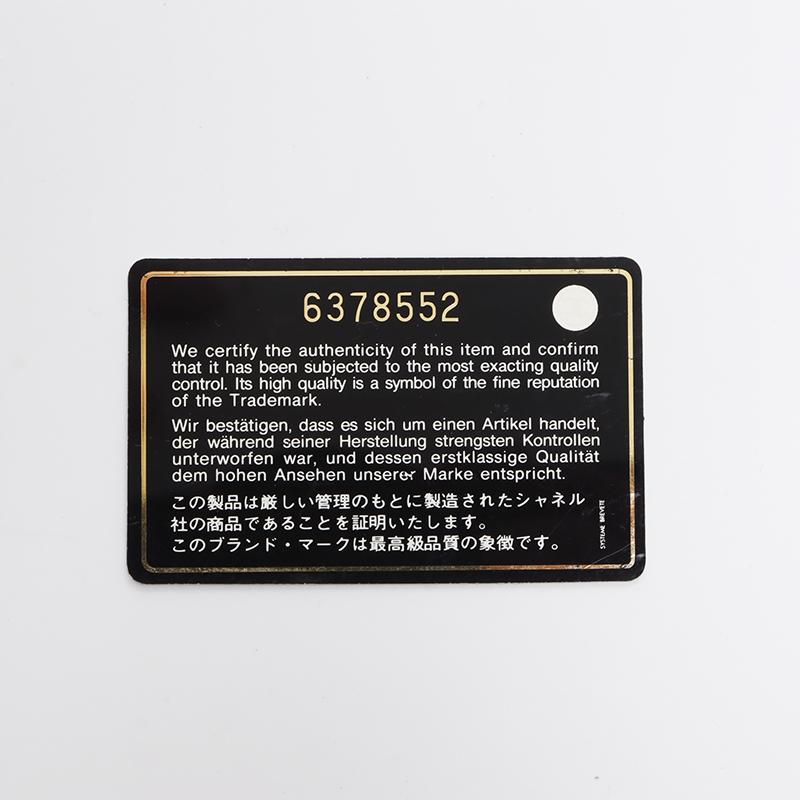 6378552
We certify the authenticity of this item and confirm
that it has been subjected to the most exacting quality
control. Its high quality is a symbol of the fine reputation
of the Trademark.
Wir bestätigen, dass es sich um einen Artikel handelt,
der während seiner Herstellung strengsten Kontrollen
unterworfen war, und dessen erstklassige Qualität
dem hohen Ansehen unserer Marke entspricht.
この製品は厳しい管理のもとに製造されたシャネル
社の商品であることを証明いたします。
このブランド・マークは最高級品質の象徴です。
SYSTEME BREVETE